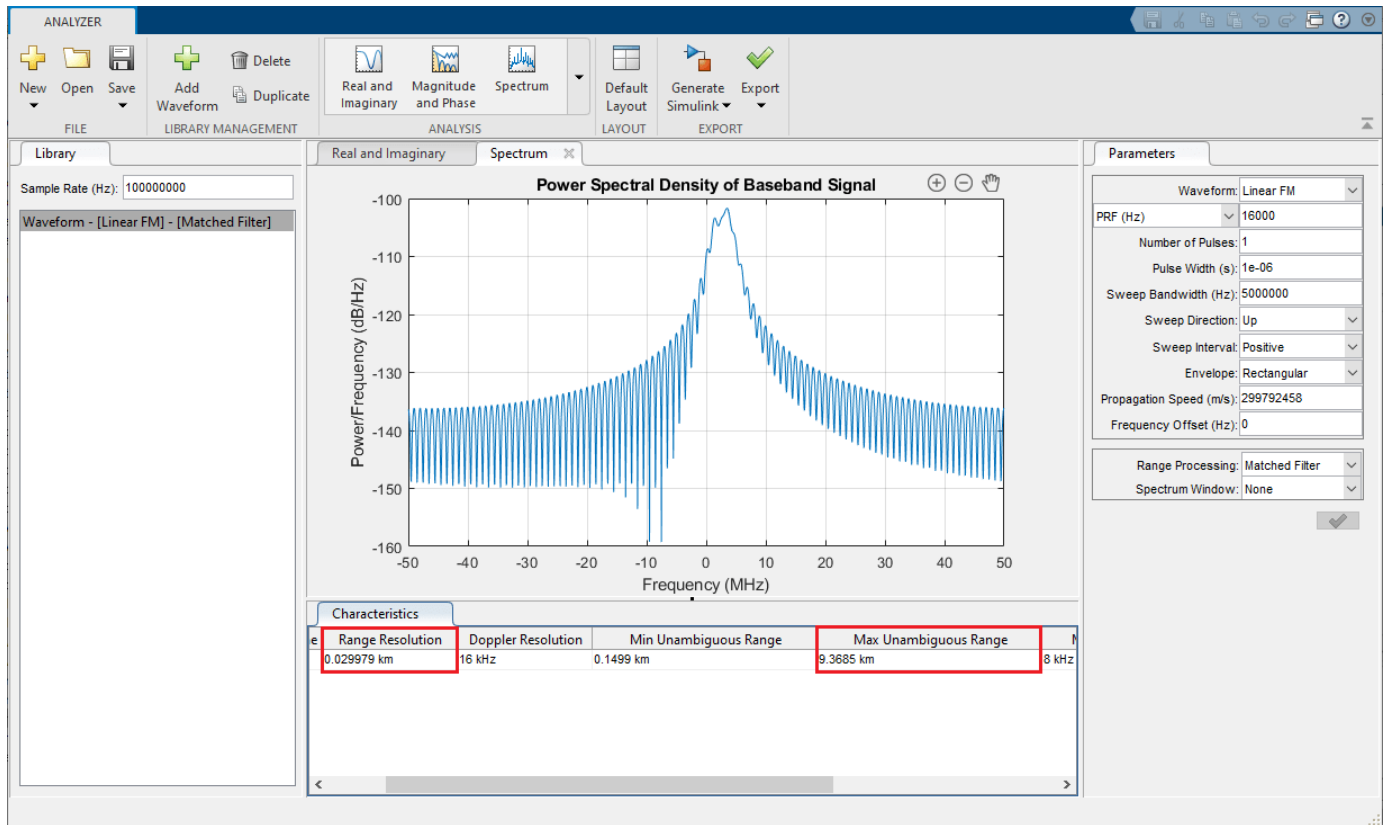 ANALYZER
New
Open
Save
Add Waveform
Delete
Duplicate
Real and Imaginary
Magnitude and Phase
Spectrum
Default Layout
Generate Simulink
Export
FILE
LIBRARY MANAGEMENT
ANALYSIS
LAYOUT
EXPORT
Library
Sample Rate (Hz): 100000000
Waveform - [Linear FM] - [Matched Filter]
Real and Imaginary
Spectrum
Power Spectral Density of Baseband Signal
Power/Frequency (dB/Hz)
-100
-110
-120
-130
-140
-150
-160
-50 -40 -30 -20 -10 0 10 20 30 40 50
Frequency (MHz)
Characteristics
e Range Resolution Doppler Resolution Min Unambiguous Range Max Unambiguous Range
0.029979 km 16 kHz 0.1499 km 9.3685 km 8 kHz
Parameters
Waveform: Linear FM
PRF (Hz) 16000
Number of Pulses: 1
Pulse Width (s): 1e-06
Sweep Bandwidth (Hz): 5000000
Sweep Direction: Up
Sweep Interval: Positive
Envelope: Rectangular
Propagation Speed (m/s): 299792458
Frequency Offset (Hz): 0
Range Processing: Matched Filter
Spectrum Window: None